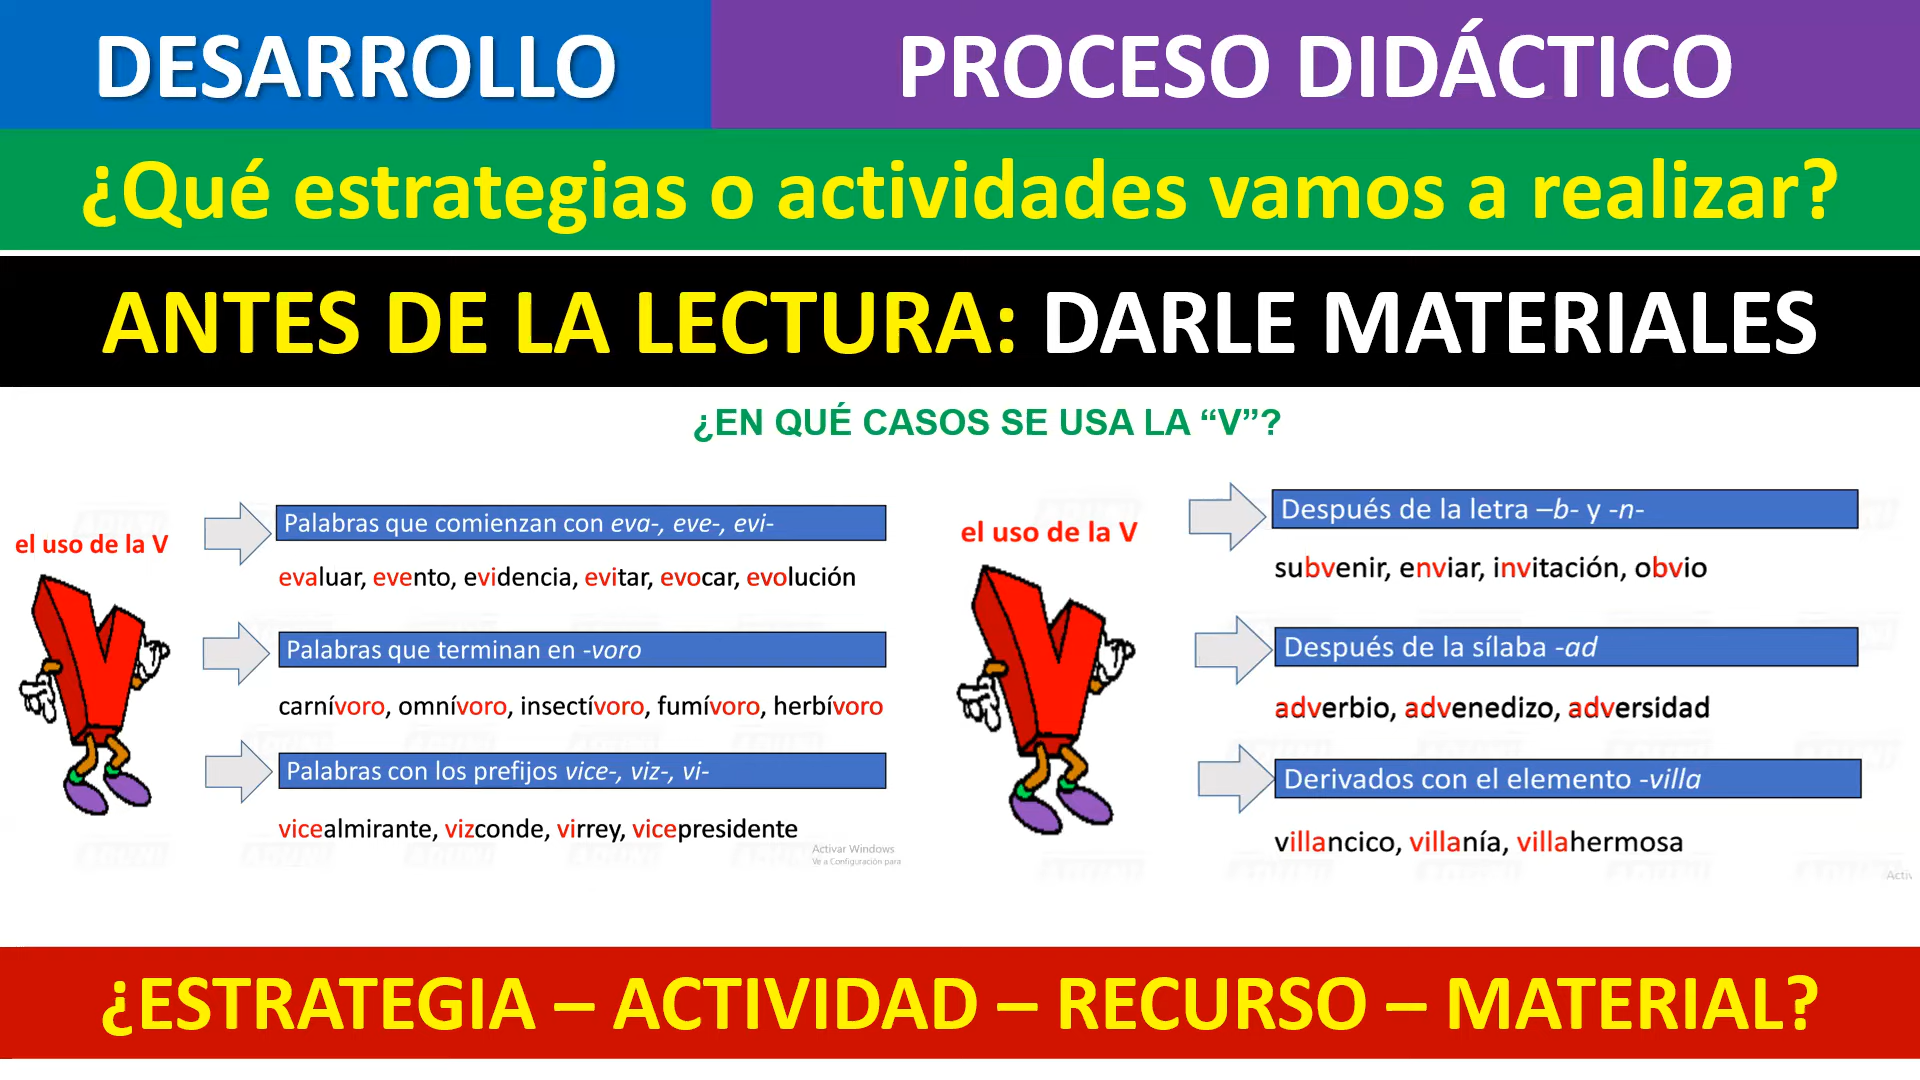 DESARROLLO
PROCESO DIDÁCTICO
¿Qué estrategias o actividades vamos a realizar?
ANTES DE LA LECTURA: DARLE MATERIALES
¿EN QUÉ CASOS SE USA LA “V”?
el uso de la V
Palabras que comienzan con eva-, eve-, evi-
evaluar, evento, evidencia, evitar, evocar, evolución
Palabras que terminan en -voro
carnívoro, omnívoro, insectívoro, fumívoro, herbívoro
Palabras con los prefijos vice-, viz-, vi-
vicealmirante, vizconde, virrey, vicepresidente
Activar Windows
Ve a Configuración para
el uso de la V
Después de la letra –b- y -n-
subvenir, enviar, invitación, obvio
Después de la sílaba -ad
adverbio, advenedizo, adversidad
Derivados con el elemento -villa
villancico, villanía, villahermosa
Activ
¿ESTRATEGIA – ACTIVIDAD – RECURSO – MATERIAL?